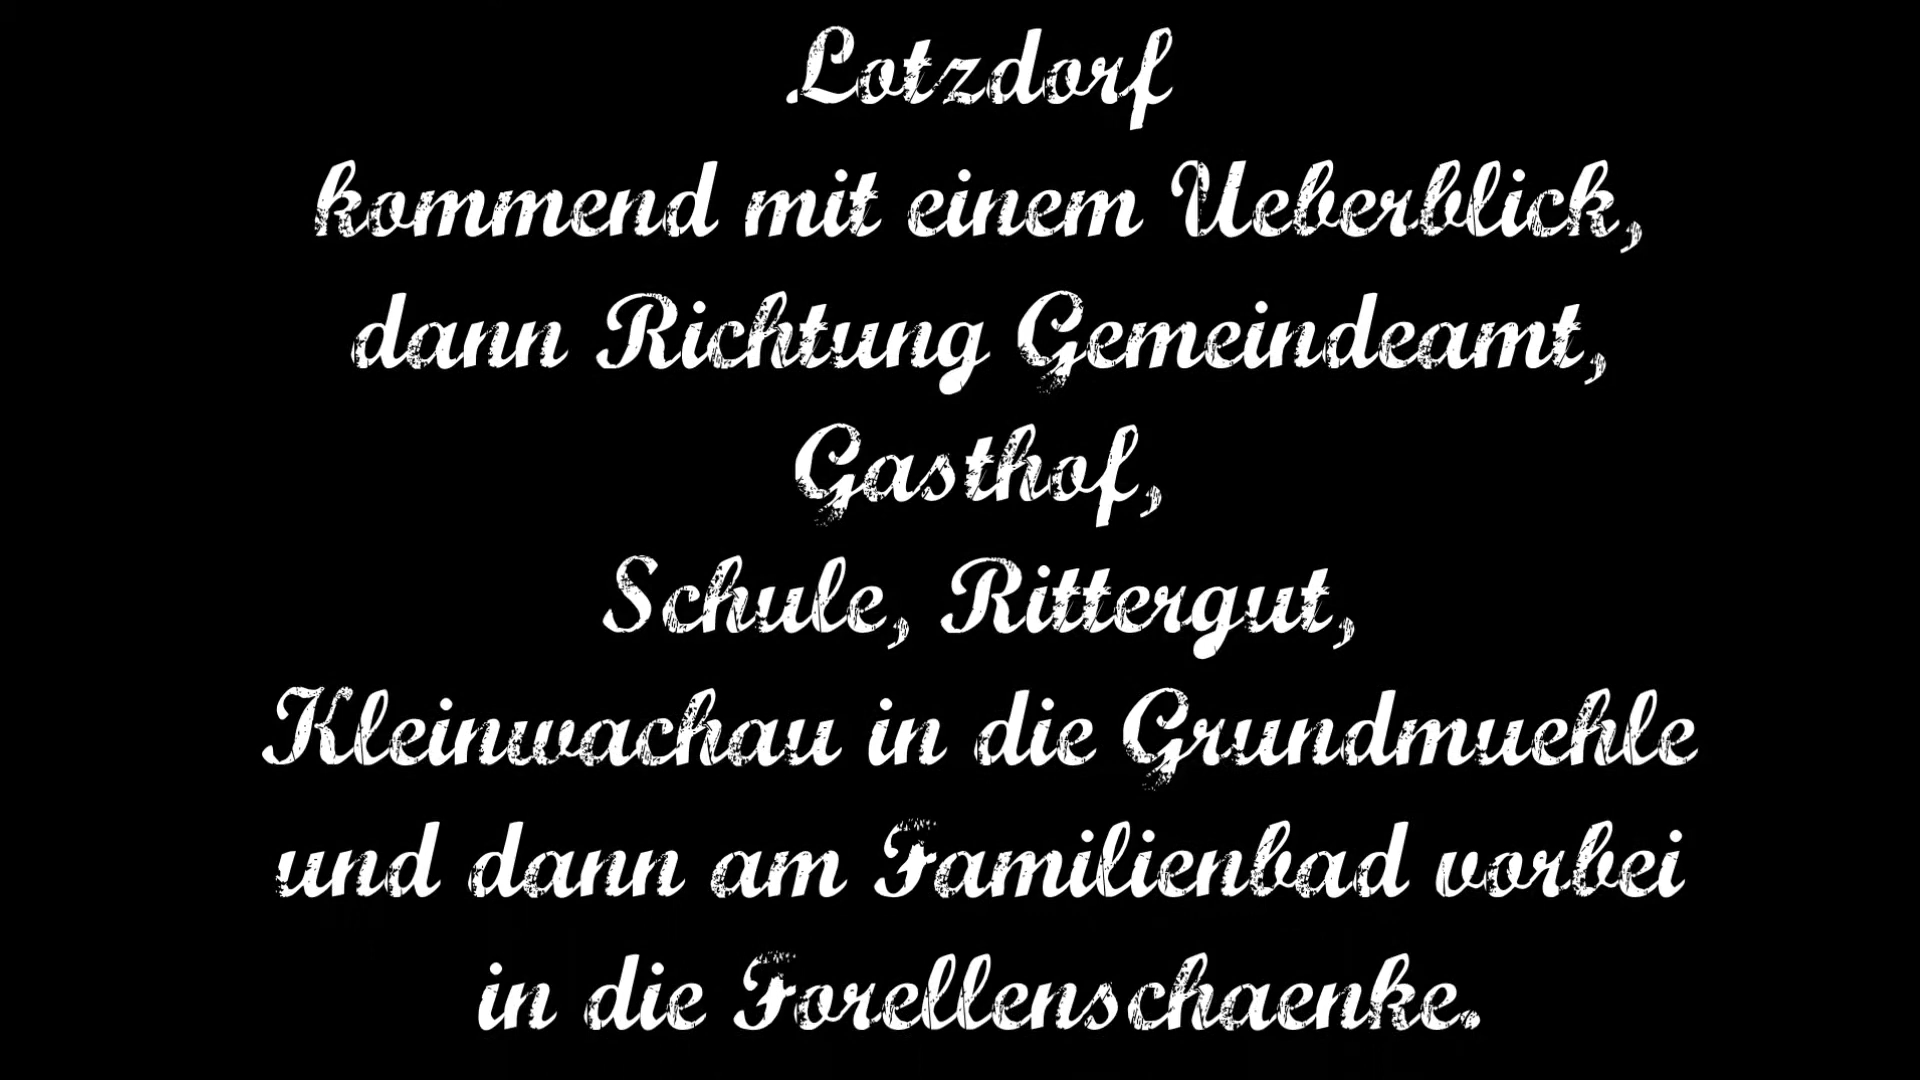 Lotzdorf
kommend mit einem Ueberblick,
dann Richtung Gemeindeamt,
Gasthof,
Schule, Rittergut,
Kleinwachau in die Grundmuehle
und dann am Familienbad vorbei
in die Forellenschaenke.